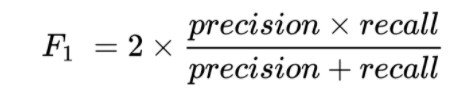 F₁ = 2 × (precision × recall) / (precision + recall)